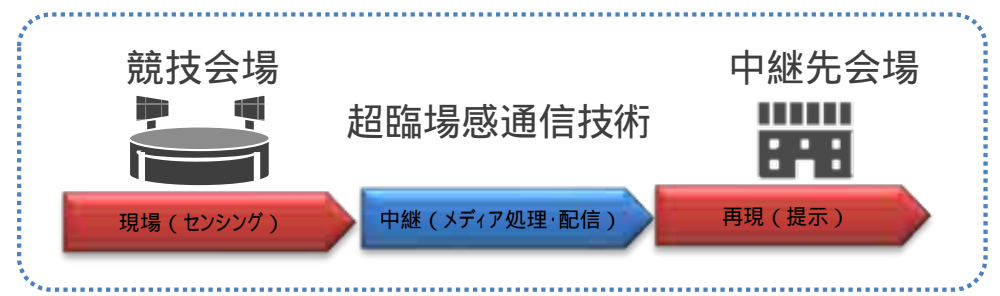 競技会場
中継先会場
超臨場感通信技術
現場（センシング）
中継（メディア処理・配信）
再現（提示）